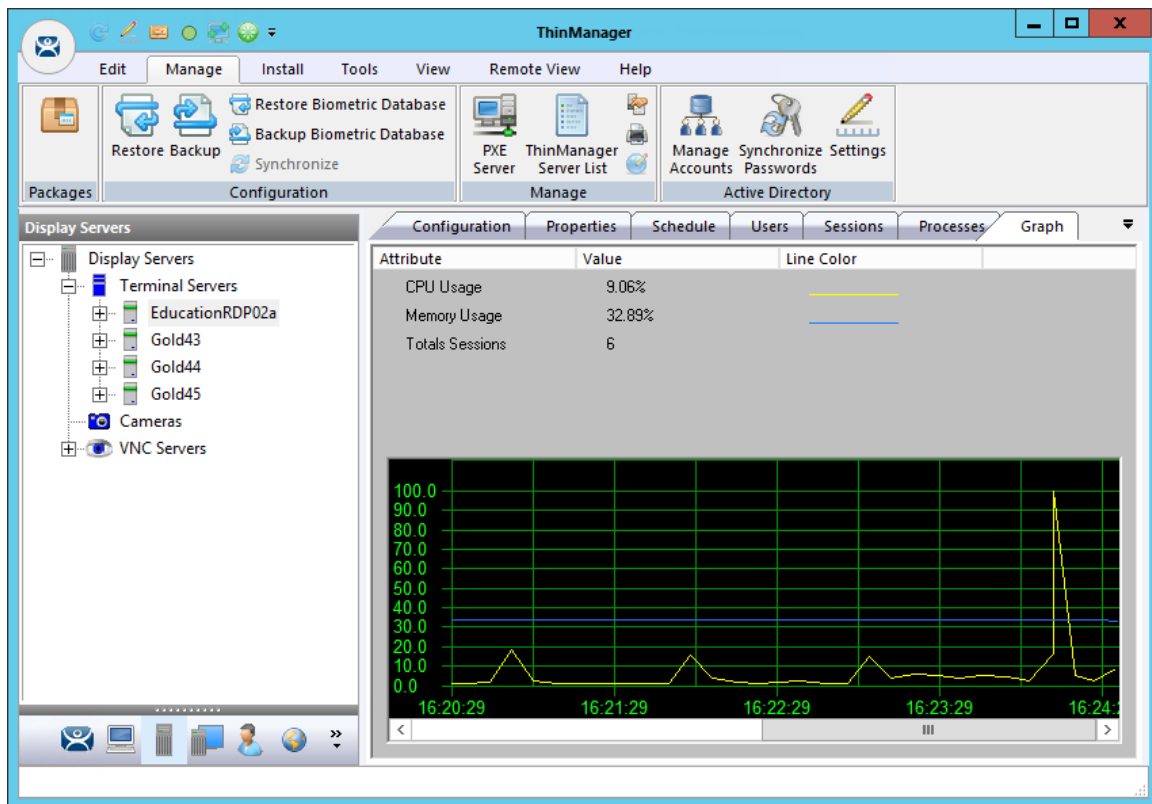 ThinManager
Edit Manage Install Tools View Remote View Help
Restore Biometric Database
Backup Biometric Database
Synchronize
Restore Backup
PXE Server
ThinManager Server List
Manage Accounts
Synchronize Passwords
Settings
Packages Configuration Manage Active Directory
Display Servers
Display Servers
Terminal Servers
EducationRDP02a
Gold43
Gold44
Gold45
Cameras
VNC Servers
Configuration Properties Schedule Users Sessions Processes Graph
Attribute Value Line Color
CPU Usage 9.06%
Memory Usage 32.89%
Totals Sessions 6
100.0
90.0
80.0
70.0
60.0
50.0
40.0
30.0
20.0
10.0
0.0
16:20:29 16:21:29 16:22:29 16:23:29 16:24:2